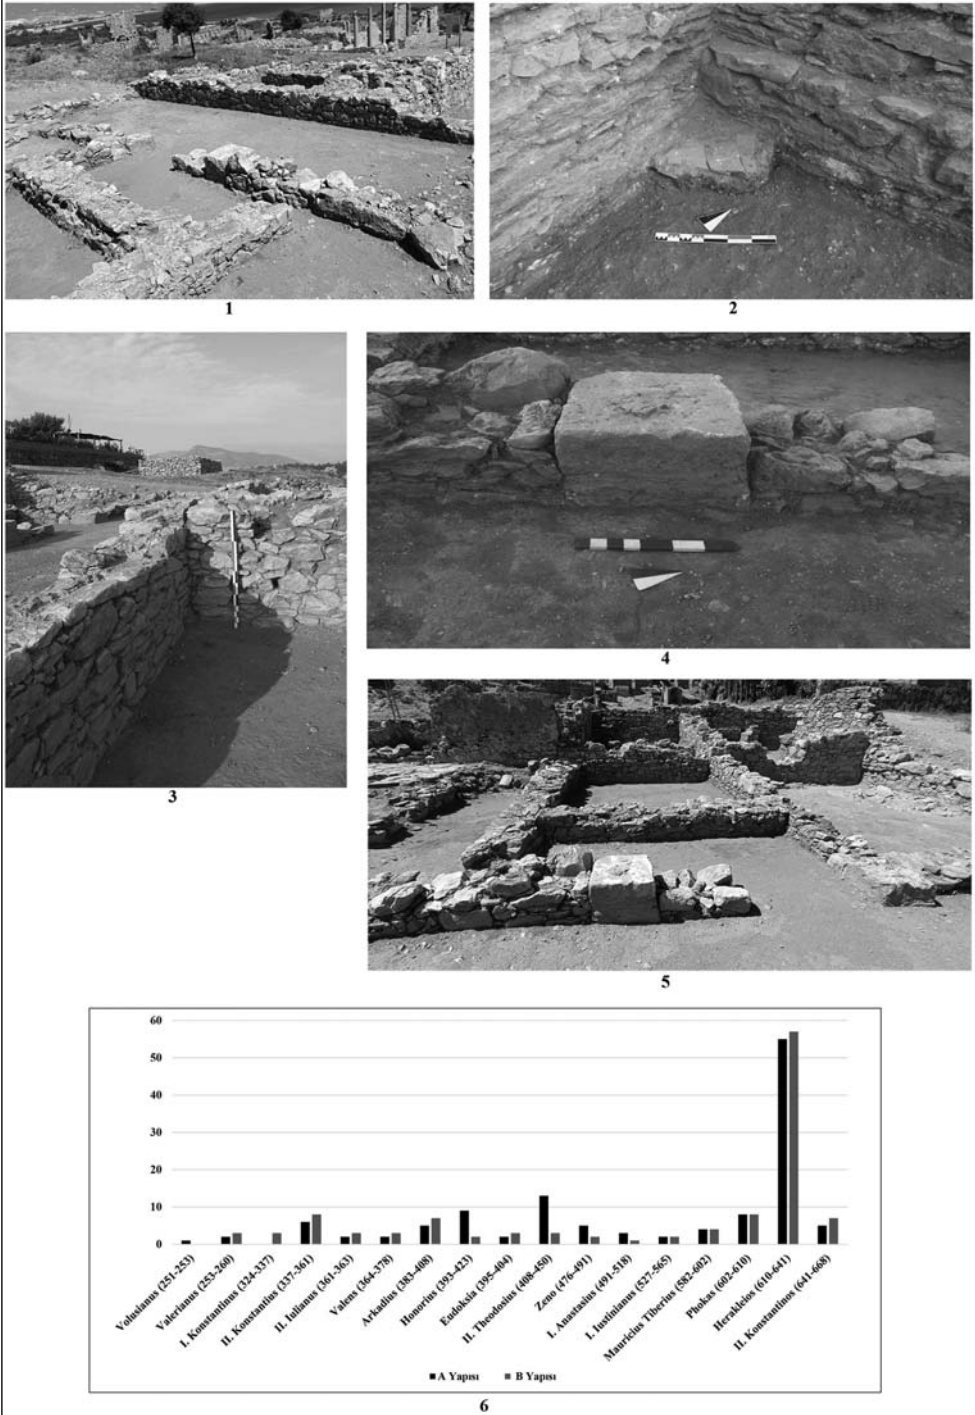 1
2
3
4
5
60
50
40
30
20
10
0
Volusianus (251-253)
Valerianus (253-260)
I. Konstantinus (324-337)
II. Konstantius (337-361)
II. Iulianus (361-363)
Valens (364-378)
Arkadius (383-408)
Honorius (393-423)
Eudoksia (395-404)
II. Theodosius (408-450)
Zeno (476-491)
I. Anastasius (491-518)
I. Iustinianus (527-565)
Mauricius Tiberius (582-602)
Phokas (602-610)
Herakleios (610-641)
II. Konstantinos (641-668)
A Yapısı B Yapısı
6